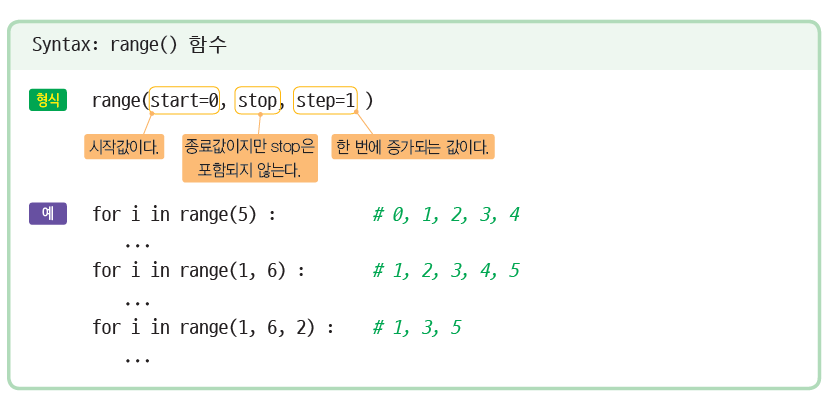 Syntax: range() 함수
형식 range(start=0, stop, step=1 )
시작값이다. 종료값이지만 stop은 한 번에 증가되는 값이다.
포함되지 않는다.
예 for i in range(5) : # 0, 1, 2, 3, 4
...
for i in range(1, 6) : # 1, 2, 3, 4, 5
...
for i in range(1, 6, 2) : # 1, 3, 5
...